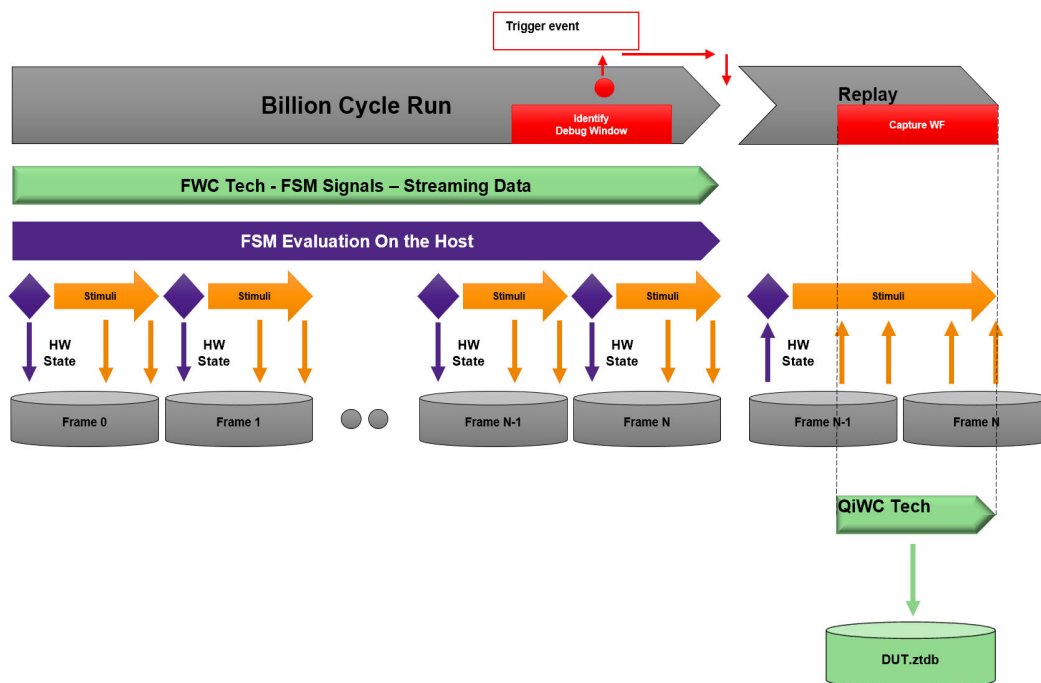 Trigger event
Billion Cycle Run
Identify
Debug Window
Replay
Capture WF
FWC Tech - FSM Signals – Streaming Data
FSM Evaluation On the Host
Stimuli
Stimuli
Stimuli
Stimuli
Stimuli
HW
State
HW
State
HW
State
HW
State
HW
State
Frame 0
Frame 1
Frame N-1
Frame N
Frame N-1
Frame N
QiWC Tech
DUT.ztdb